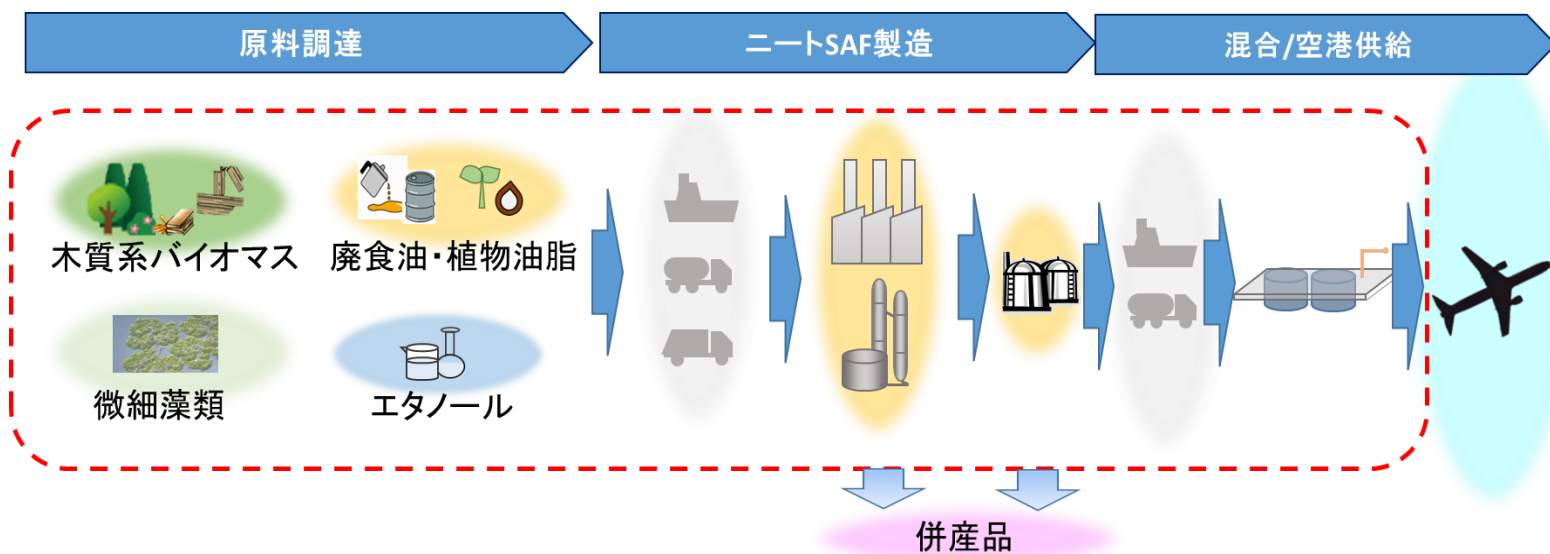 原料調達
ニートSAF製造
混合/空港供給
木質系バイオマス
廃食油・植物油脂
微細藻類
エタノール
併産品